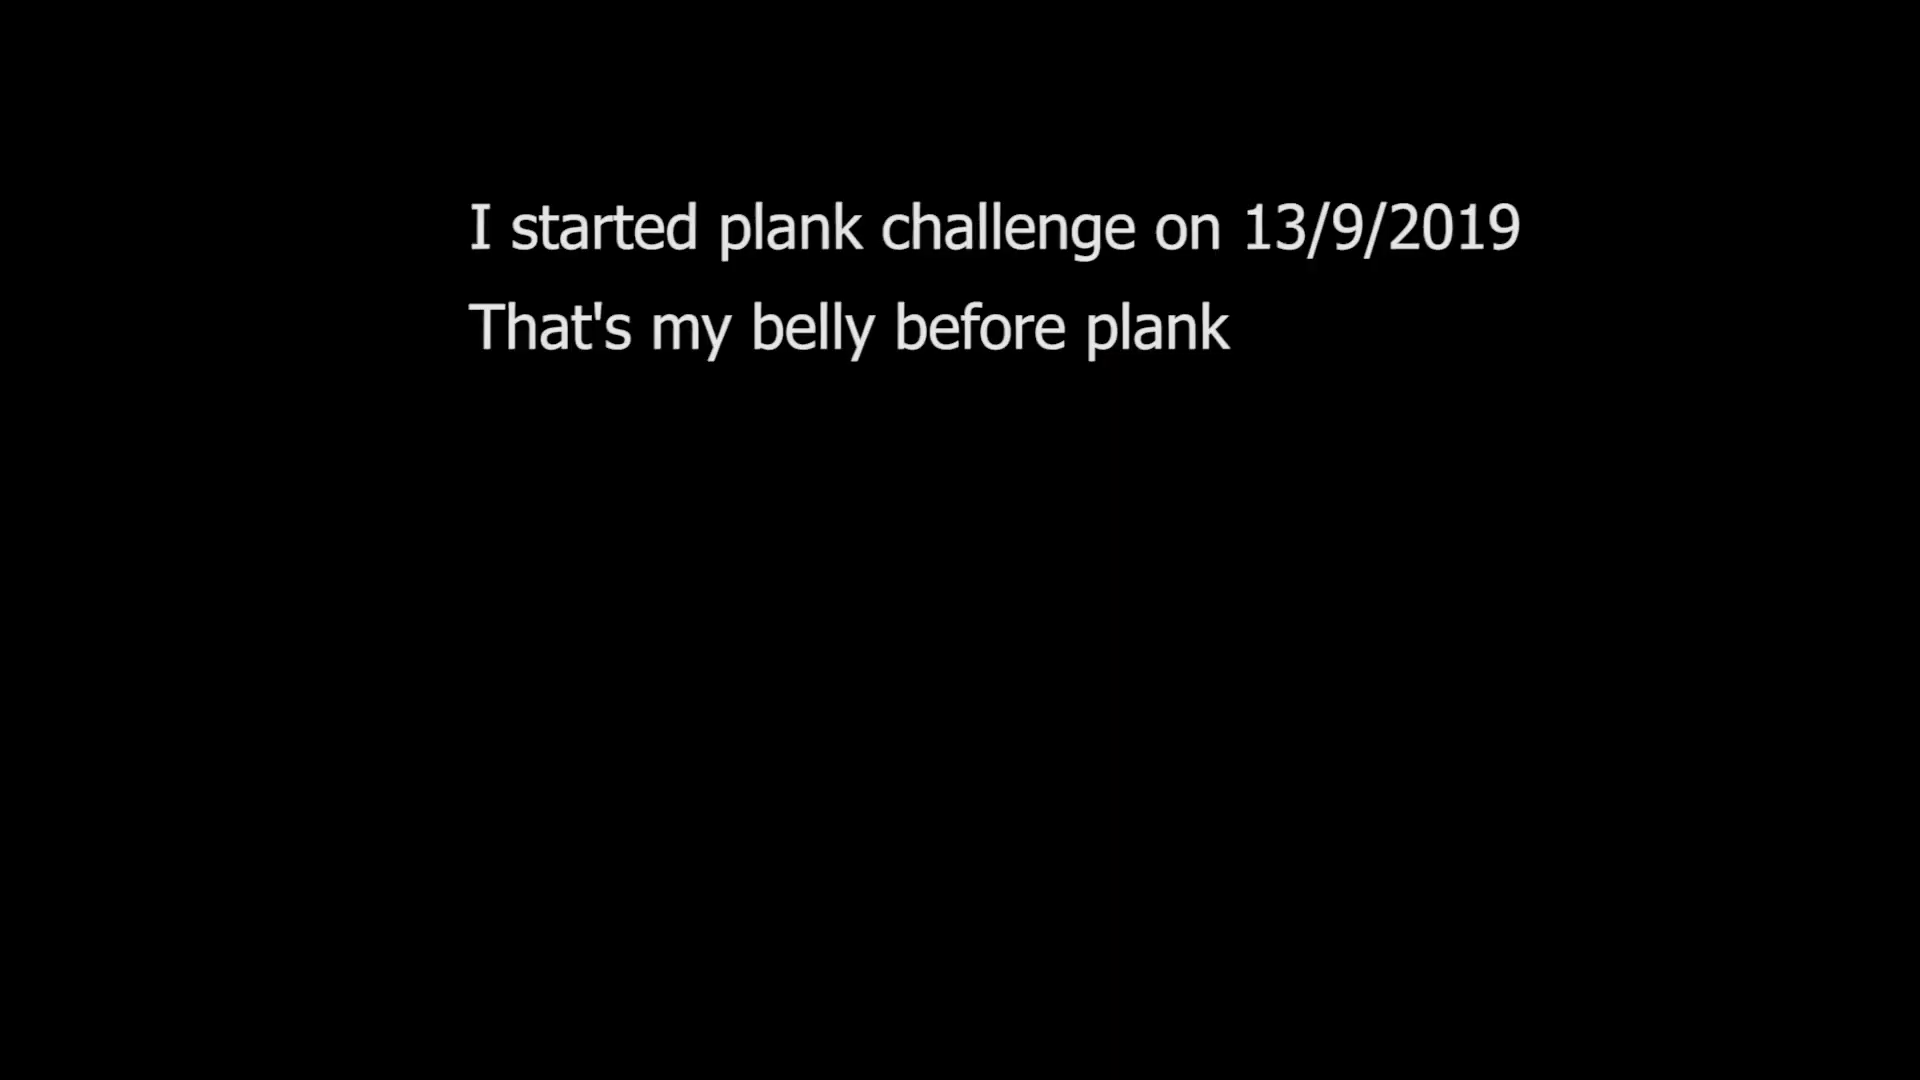 I started plank challenge on 13/9/2019
That's my belly before plank